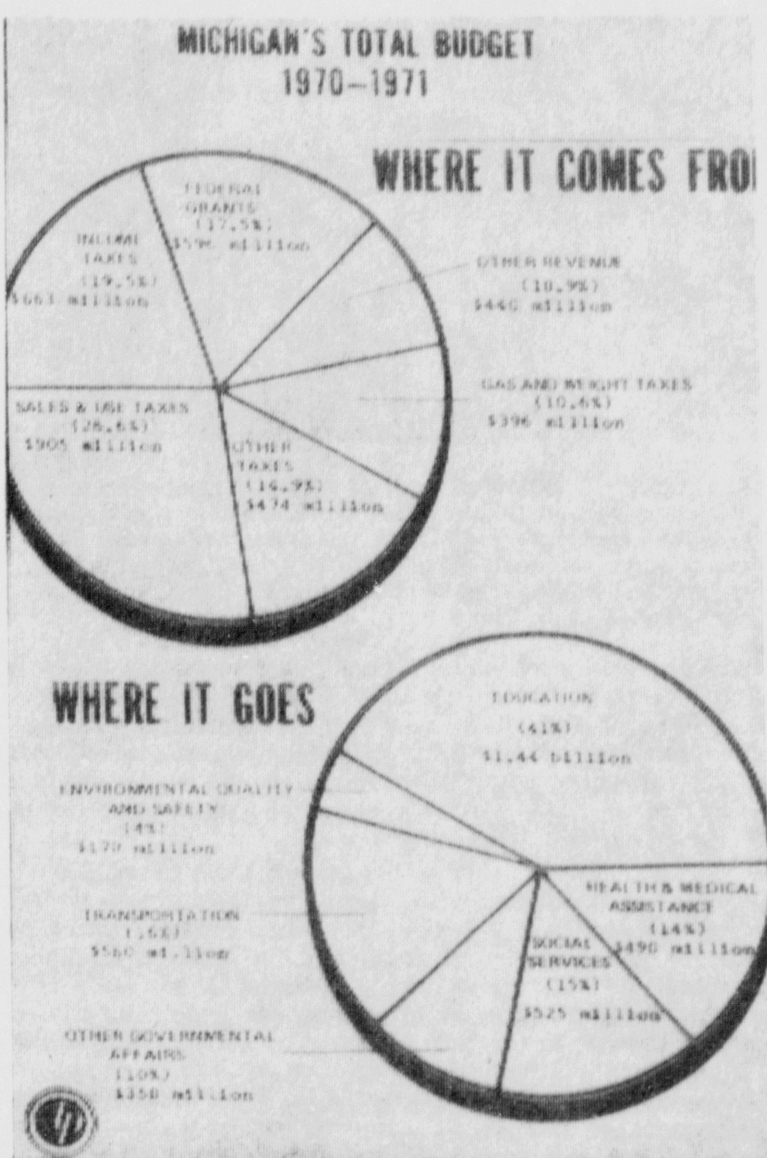 MICHIGAN'S TOTAL BUDGET
1970—1971
WHERE IT COMES FRO
FEDERAL
GRANTS
(17.5%)
million
INCOME
TAXES
(19.5%)
$663 million
OTHER REVENUE
(10.9%)
million
GAS AND WEIGHT TAXES
(10.6%)
$396 million
SALES & USE TAXES
(26.6%)
$905 million
OTHER
TAXES
(14.9%)
$474 million
WHERE IT GOES
EDUCATION
(41%)
$1.44 billion
ENVIRONMENTAL QUALITY
AND SAFETY
(4%)
million
TRANSPORTATION
(16%)
$560 million
HEALTH & MEDICAL
ASSISTANCE
(14%)
$490 million
SOCIAL
SERVICES
(15%)
$525 million
OTHER GOVERNMENTAL
AFFAIRS
(10%)
$350 million